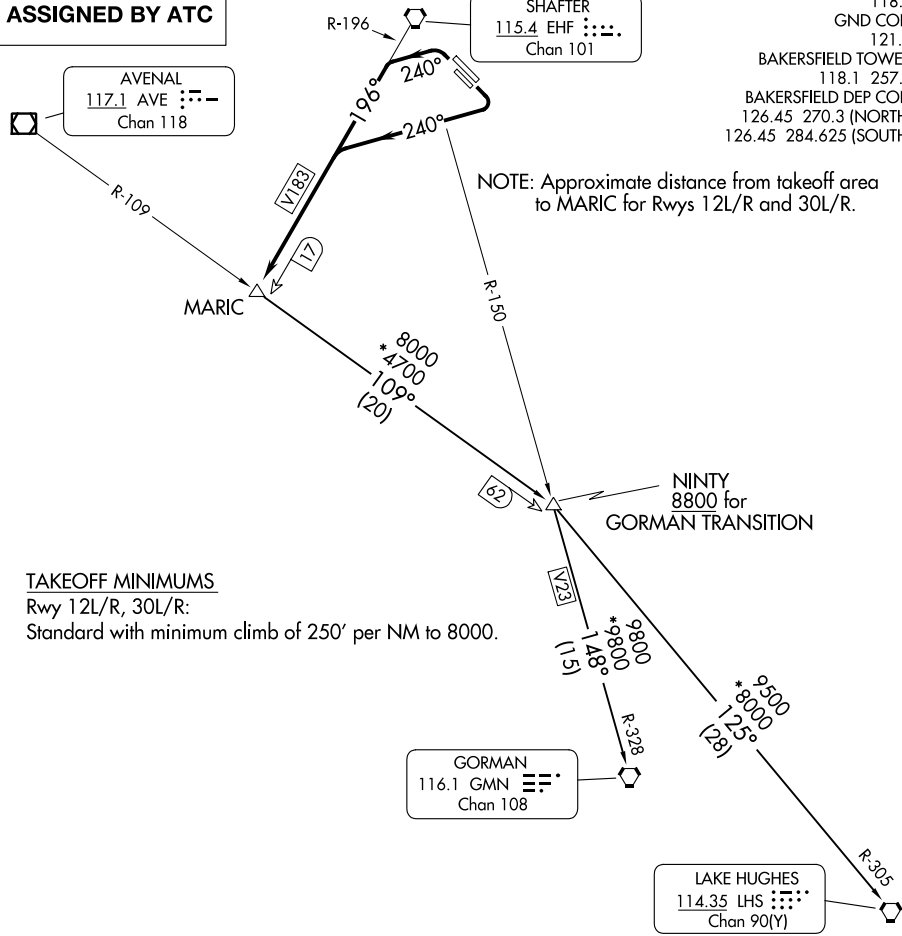 ASSIGNED BY ATC
R-196
SHAFTER
115.4 EHF
Chan 101
118.
GND CON
121.
BAKERSFIELD TOWER
118.1 257.
BAKERSFIELD DEP CON
126.45 270.3 (NORTH
126.45 284.625 (SOUTH
AVENAL
117.1 AVE
Chan 118
240°
196°
240°
R-109
V183
17
NOTE: Approximate distance from takeoff area
to MARIC for Rwys 12L/R and 30L/R.
MARIC
R-150
8000
*4700
109°
(20)
62
NINTY
8800 for
GORMAN TRANSITION
TAKEOFF MINIMUMS
Rwy 12L/R, 30L/R:
Standard with minimum climb of 250' per NM to 8000.
V23
9800
*9800
148°
(15)
9500
*8000
125°
(28)
R-328
GORMAN
116.1 GMN
Chan 108
R-305
LAKE HUGHES
114.35 LHS
Chan 90(Y)